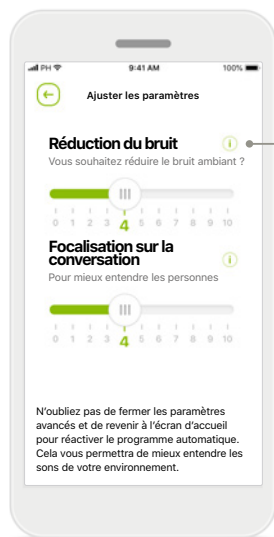 PH 9:41 AM 100%
Ajuster les paramètres
Réduction du bruit i
Vous souhaitez réduire le bruit ambiant ?
0 1 2 3 4 5 6 7 8 9 10
Focalisation sur la
conversation i
Pour mieux entendre les personnes
0 1 2 3 4 5 6 7 8 9 10
N'oubliez pas de fermer les paramètres
avancés et de revenir à l'écran d'accueil
pour réactiver le programme automatique.
Cela vous permettra de mieux entendre les
sons de votre environnement.